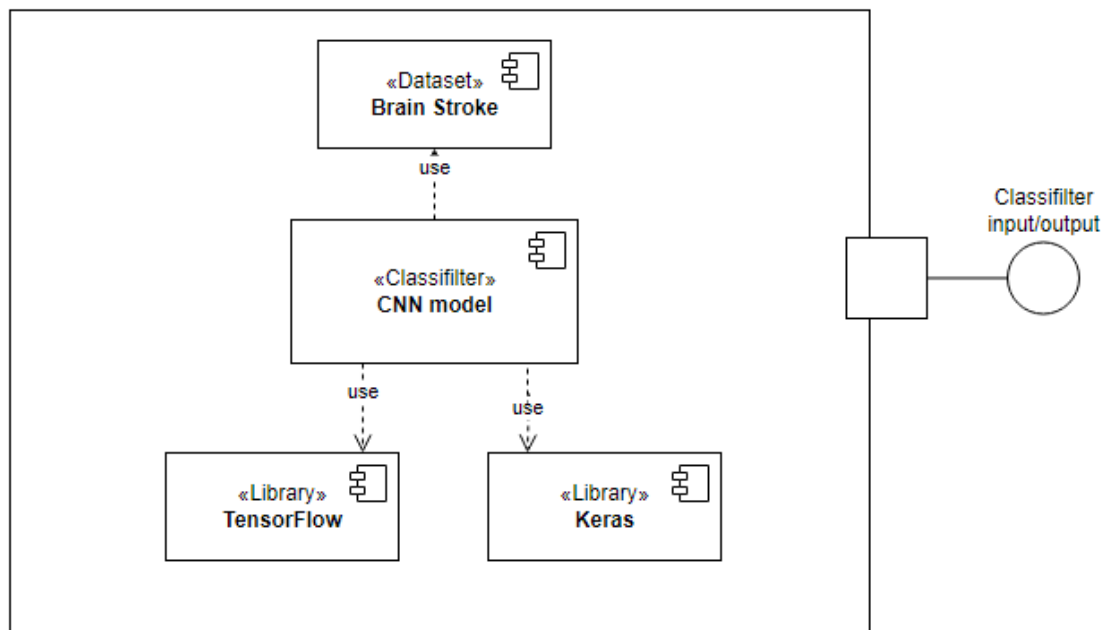 «Dataset»
Brain Stroke
use
Classifilter
input/output
«Classifilter»
CNN model
use
use
«Library»
TensorFlow
«Library»
Keras